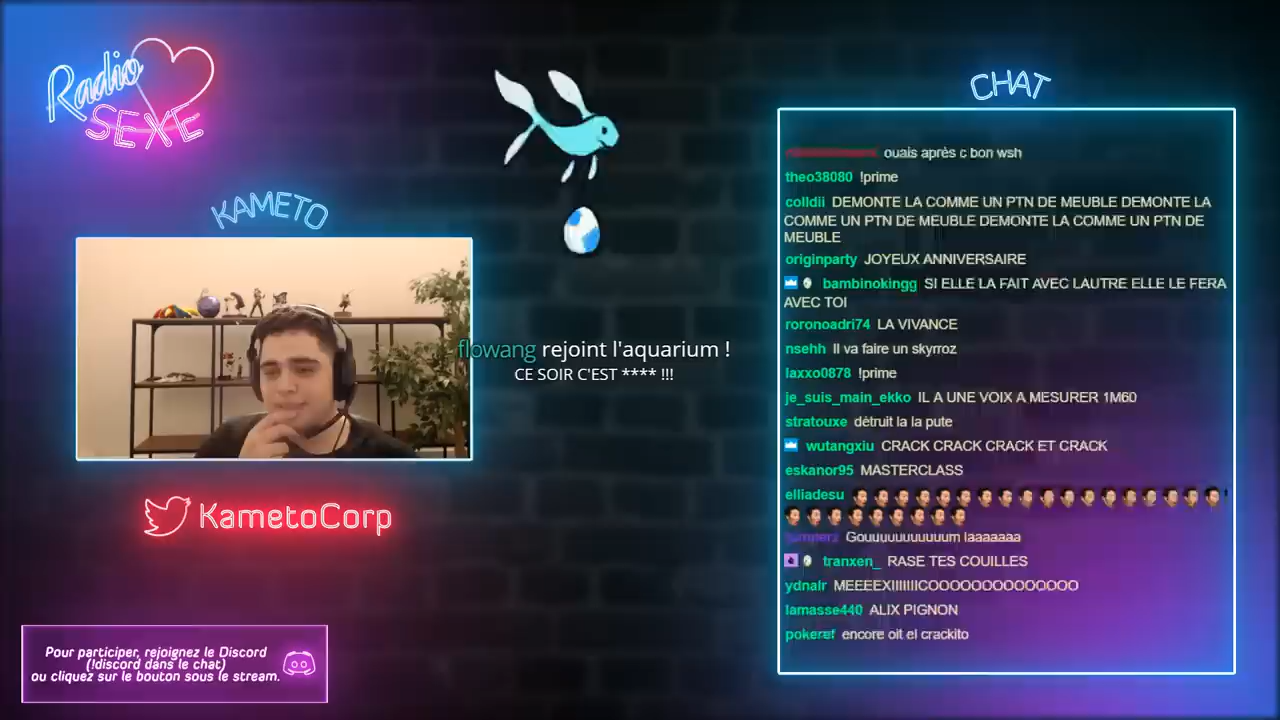 Radio
SEXE
KAMETO
flowang rejoint l'aquarium !
CE SOIR C'EST **** !!!
KametoCorp
Pour participer, rejoignez le Discord
(!discord dans le chat)
ou cliquez sur le bouton sous le stream.
CHAT
ouais après c bon wsh
theo38080 !prime
colldii DEMONTE LA COMME UN PTN DE MEUBLE DEMONTE LA
COMME UN PTN DE MEUBLE DEMONTE LA COMME UN PTN DE
MEUBLE
originparty JOYEUX ANNIVERSAIRE
bambinokingg SI ELLE LA FAIT AVEC LAUTRE ELLE LE FERA
AVEC TOI
roronoadri74 LA VIVANCE
nsehh Il va faire un skyrroz
laxxo0878 !prime
je_suis_main_ekko IL A UNE VOIX A MESURER 1M60
stratouxe détruit la la pute
wutangxiu CRACK CRACK CRACK ET CRACK
eskanor95 MASTERCLASS
elliadesu
Gouuuuuuuuuum laaaaaaa
tranxen_ RASE TES COUILLES
ydnalr MEEEEXIIIIIICOOOOOOOOOOOOOO
lamasse440 ALIX PIGNON
encore oit el crackito